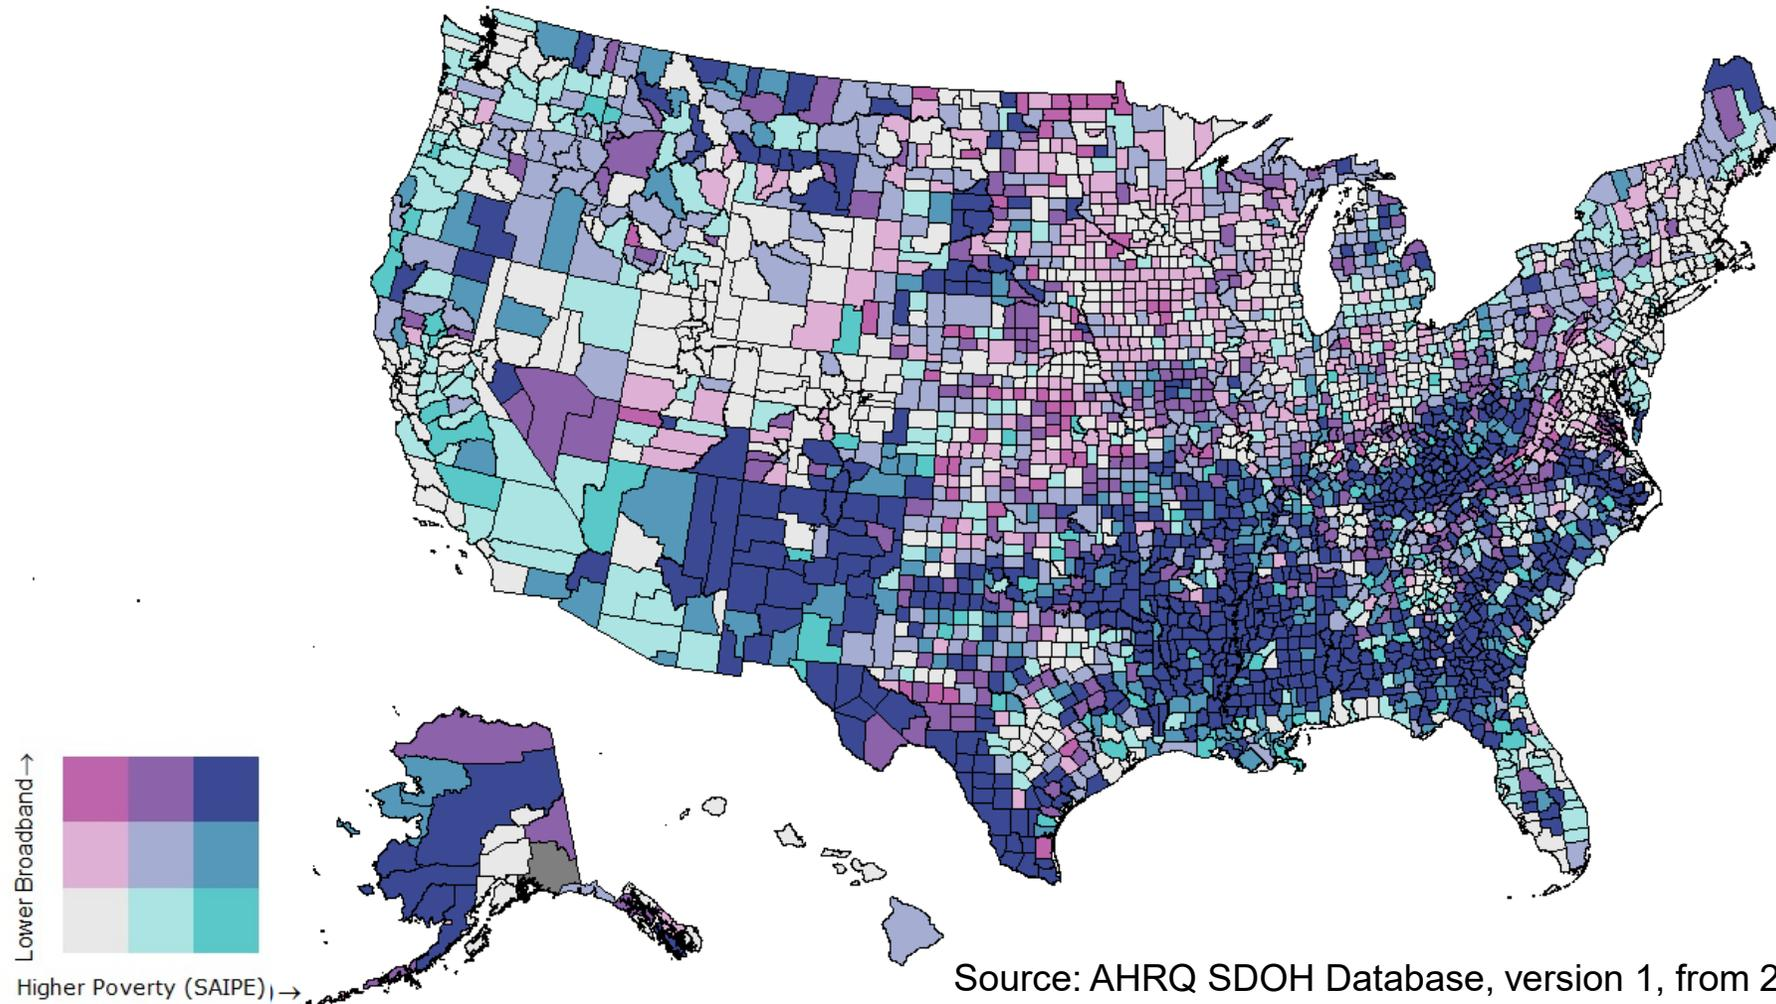 Lower Broadband→
Higher Poverty (SAIPE))→
Source: AHRQ SDOH Database, version 1, from 2